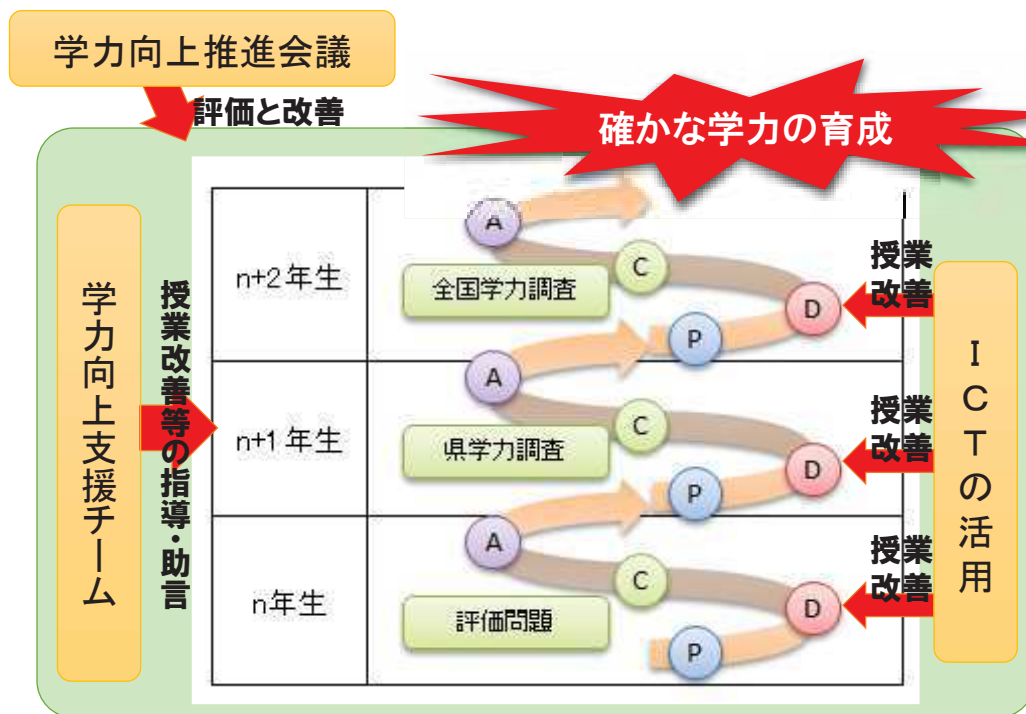 学力向上推進会議
評価と改善
確かな学力の育成
学力向上支援チーム
授業改善等の指導・助言
n+2年生
A
C
全国学力調査
D
P
n+1年生
A
C
県学力調査
D
P
n年生
A
C
評価問題
D
P
授業
改善
授業
改善
授業
改善
ICTの活用